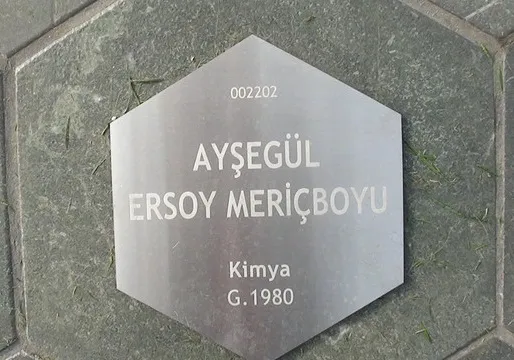 002202
AYŞEGÜL
ERSOY MERİÇBOYU
Kimya
G.1980